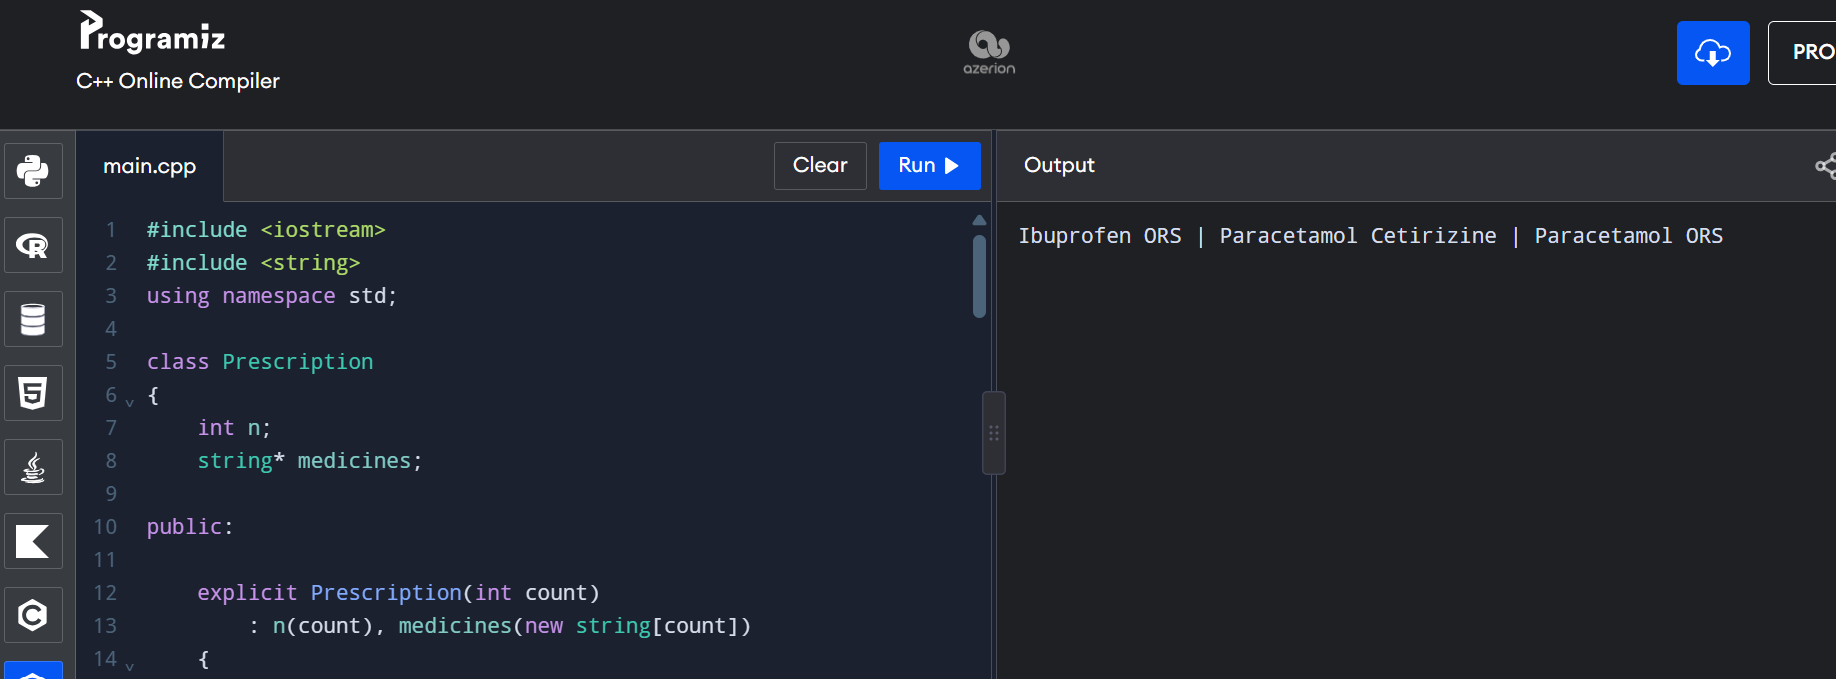 Programiz
C++ Online Compiler
azerion
PRO
main.cpp
Clear
Run
Output
1 #include <iostream>
2 #include <string>
3 using namespace std;
4
5 class Prescription
6 {
7 int n;
8 string* medicines;
9
10 public:
11
12 explicit Prescription(int count)
13 : n(count), medicines(new string[count])
14 {
Ibuprofen ORS | Paracetamol Cetirizine | Paracetamol ORS